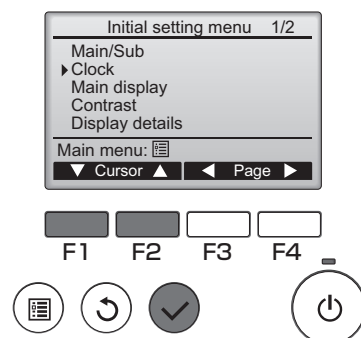 Initial setting menu 1/2
Main/Sub
Clock
Main display
Contrast
Display details
Main menu:
▼ Cursor ▲ ◀ Page ▶
F1 F2 F3 F4